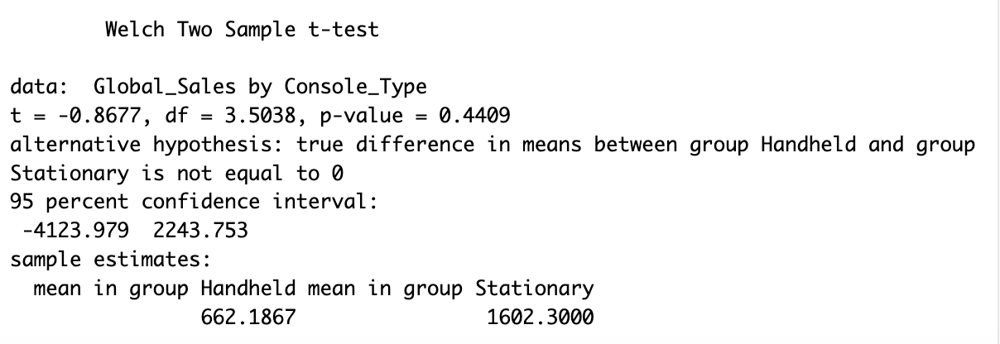 Welch Two Sample t-test
data:  Global_Sales by Console_Type
t = -0.8677, df = 3.5038, p-value = 0.4409
alternative hypothesis: true difference in means between group Handheld and group
Stationary is not equal to 0
95 percent confidence interval:
 -4123.979  2243.753
sample estimates:
  mean in group Handheld mean in group Stationary
                662.1867                1602.3000